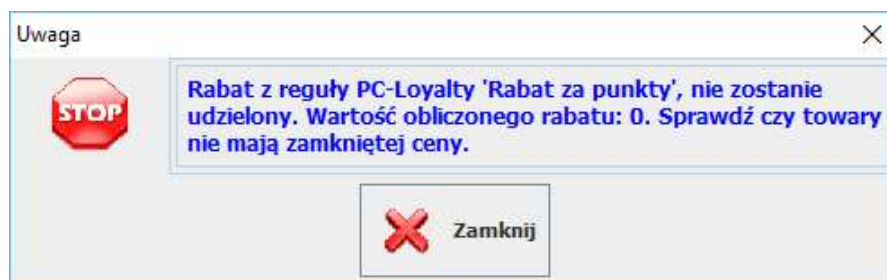 Uwaga
STOP
Rabat z reguły PC-Loyalty 'Rabat za punkty', nie zostanie
udzielony. Wartość obliczonego rabatu: 0. Sprawdź czy towary
nie mają zamkniętej ceny.
Zamknij